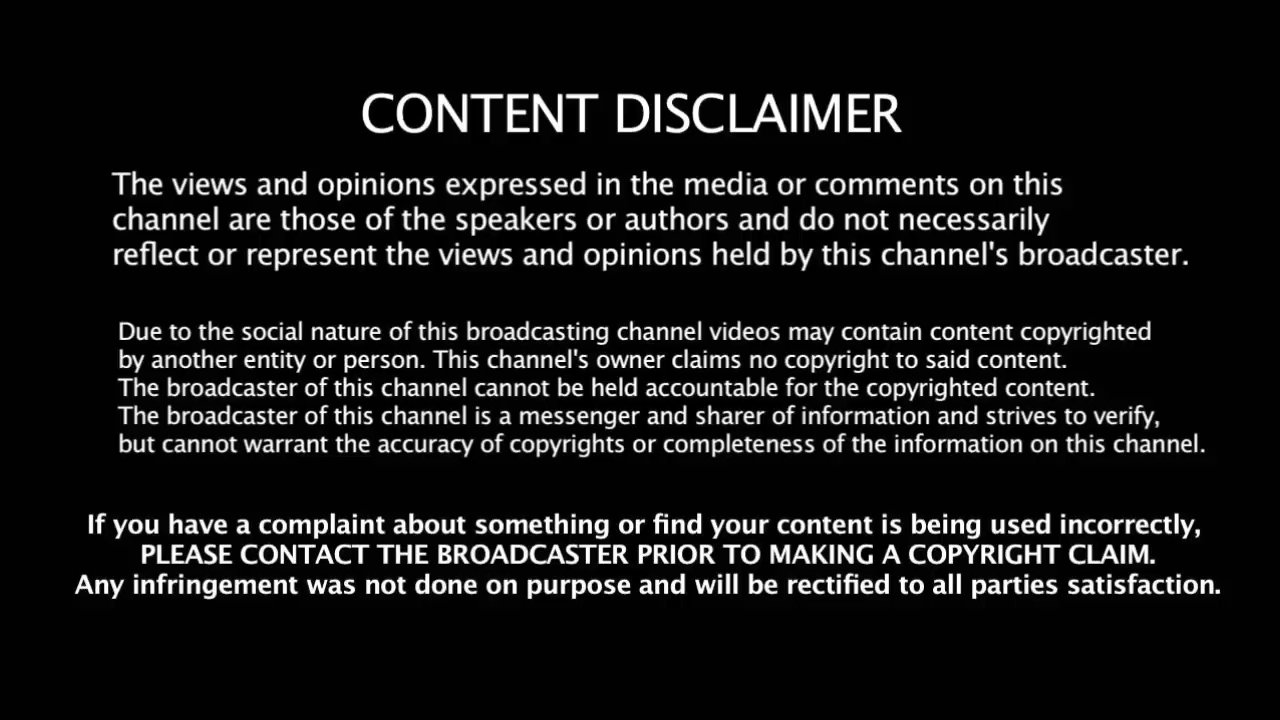 CONTENT DISCLAIMER
The views and opinions expressed in the media or comments on this
channel are those of the speakers or authors and do not necessarily
reflect or represent the views and opinions held by this channel's broadcaster.
Due to the social nature of this broadcasting channel videos may contain content copyrighted
by another entity or person. This channel's owner claims no copyright to said content.
The broadcaster of this channel cannot be held accountable for the copyrighted content.
The broadcaster of this channel is a messenger and sharer of information and strives to verify,
but cannot warrant the accuracy of copyrights or completeness of the information on this channel.
If you have a complaint about something or find your content is being used incorrectly,
PLEASE CONTACT THE BROADCASTER PRIOR TO MAKING A COPYRIGHT CLAIM.
Any infringement was not done on purpose and will be rectified to all parties satisfaction.